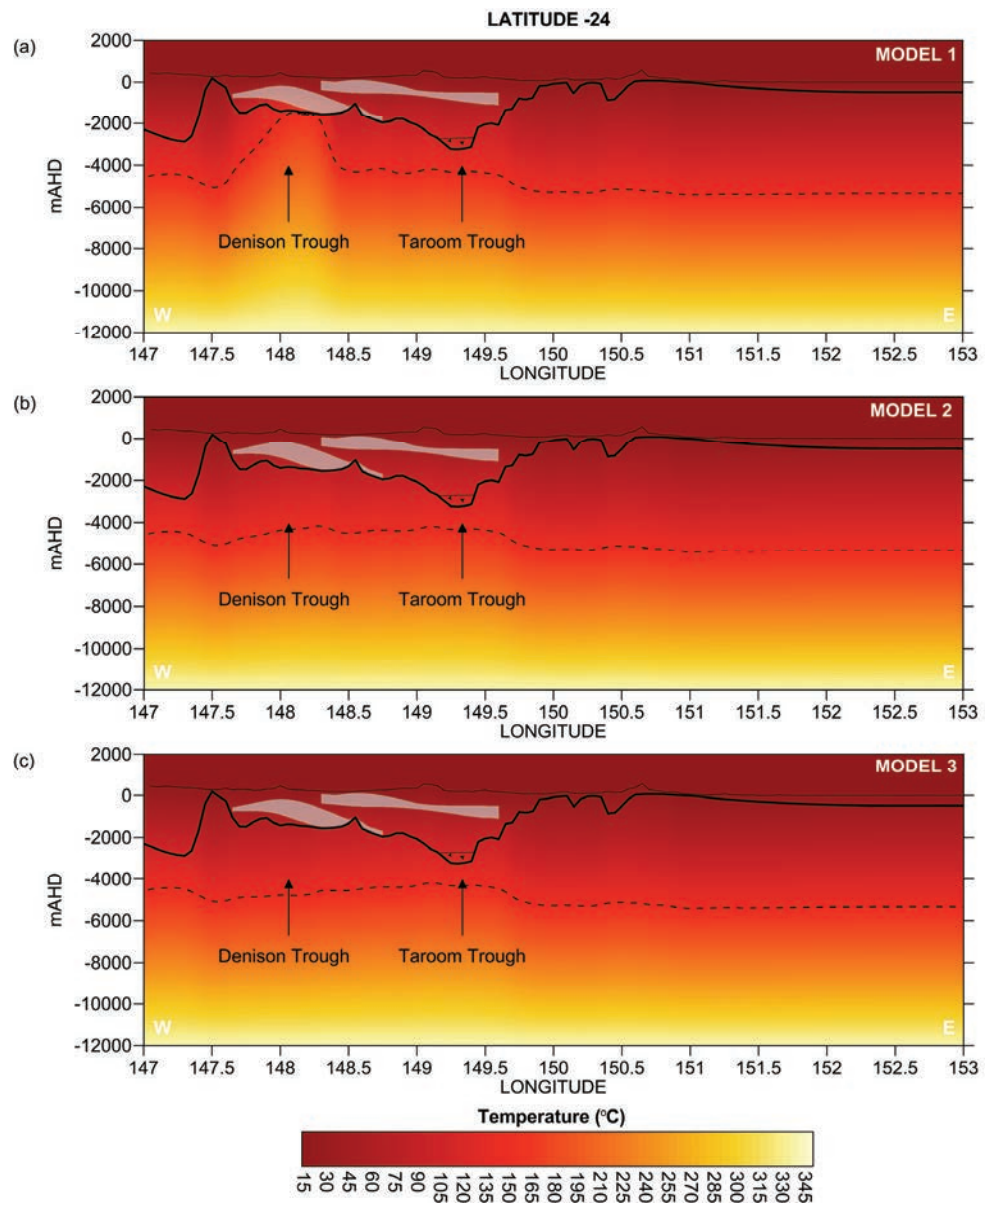 LATITUDE -24
(a)
MODEL 1
2000
0
-2000
-4000
-6000
-8000
-10000
-12000
mAHD
Denison Trough
Taroom Trough
W
E
147 147.5 148 148.5 149 149.5 150 150.5 151 151.5 152 152.5 153
LONGITUDE
(b)
MODEL 2
2000
0
-2000
-4000
-6000
-8000
-10000
-12000
mAHD
Denison Trough
Taroom Trough
W
E
147 147.5 148 148.5 149 149.5 150 150.5 151 151.5 152 152.5 153
LONGITUDE
(c)
MODEL 3
2000
0
-2000
-4000
-6000
-8000
-10000
-12000
mAHD
Denison Trough
Taroom Trough
W
E
147 147.5 148 148.5 149 149.5 150 150.5 151 151.5 152 152.5 153
LONGITUDE
Temperature (°C)
15 30 45 75 90 105 120 135 150 165 180 195 210 225 240 255 270 285 300 315 330 345